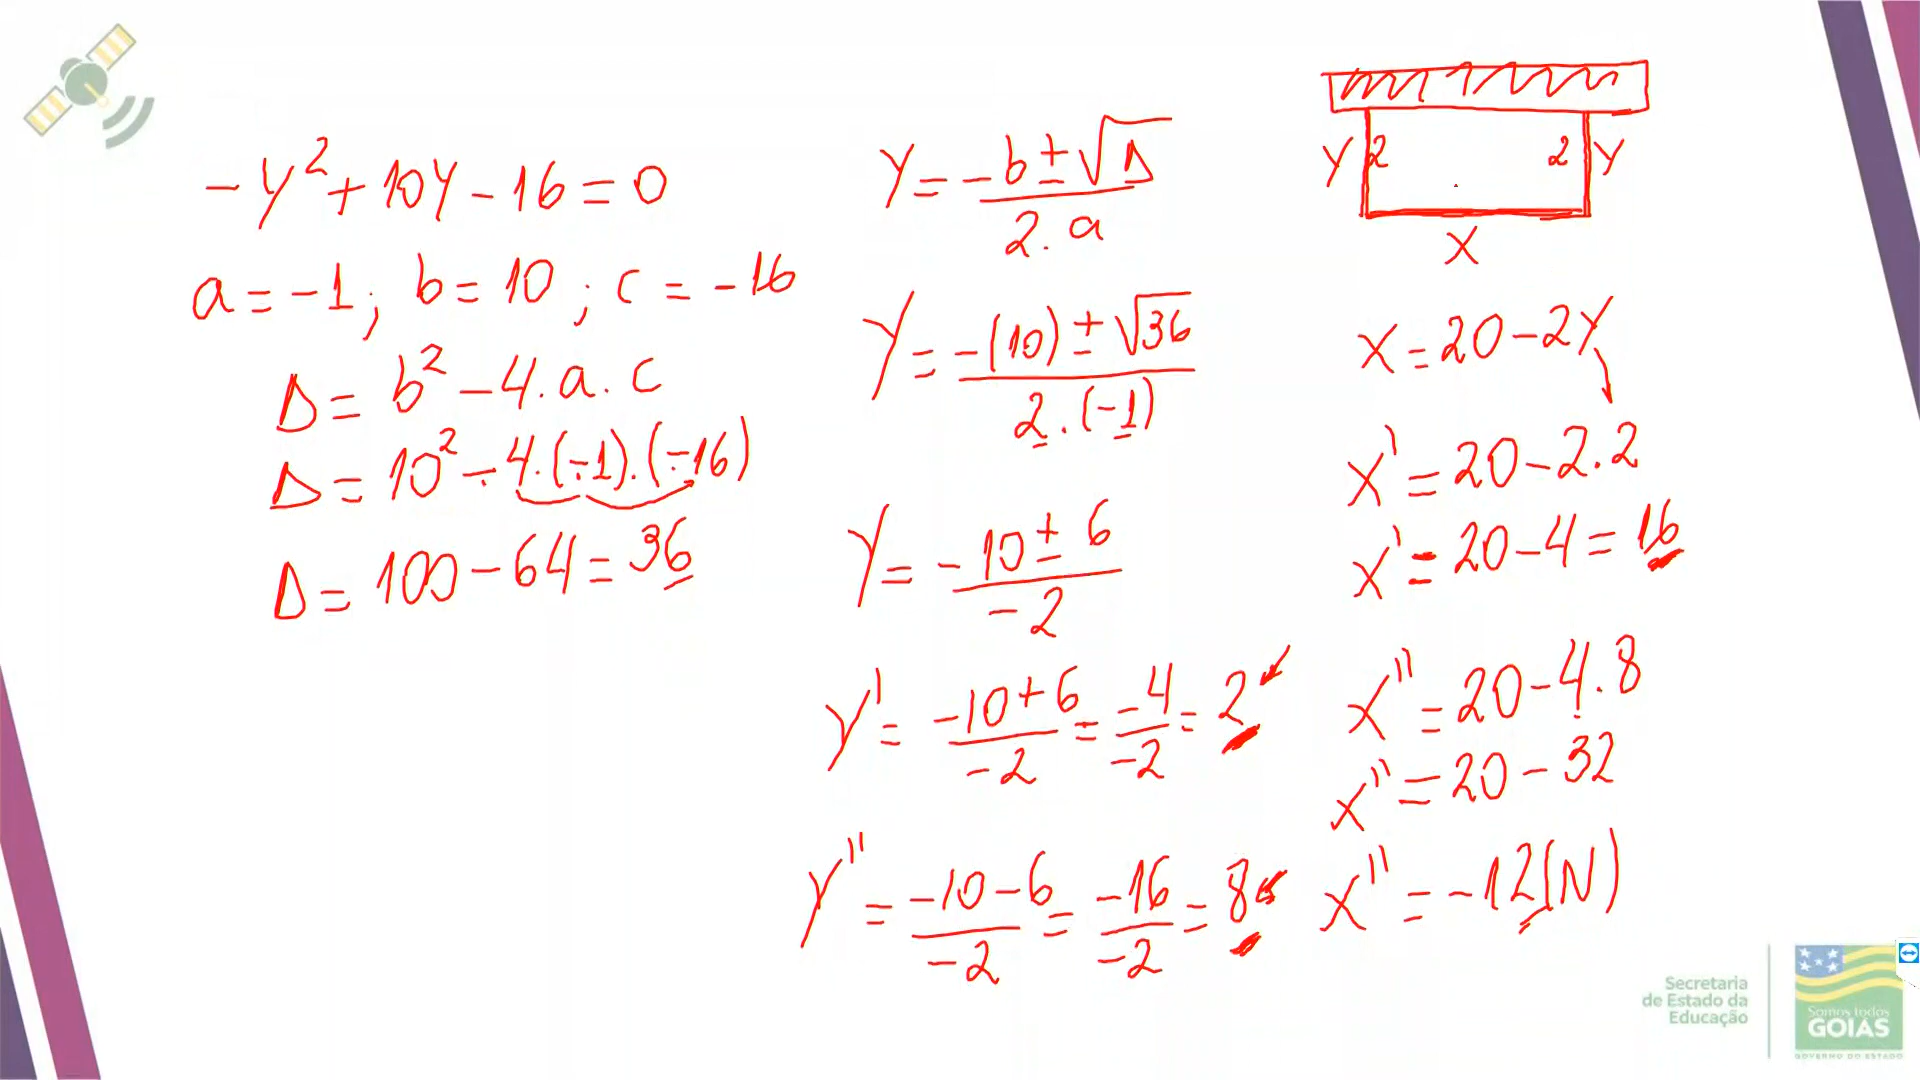 -y² + 10y - 16 = 0
a = -1; b = 10; c = -16
Δ = b² - 4.a.c
Δ = 10² - 4.(-1).(-16)
Δ = 100 - 64 = 36
y = -b ± √Δ / 2.a
y = -(10) ± √36 / 2.(-1)
y = -10 ± 6 / -2
y' = -10+6 / -2 = -4 / -2 = 2
y'' = -10-6 / -2 = -16 / -2 = 8
y 2 2 y
x
x = 20 - 2y
x' = 20 - 2.2
x' = 20 - 4 = 16
x'' = 20 - 4.8
x'' = 20 - 32
x'' = -12 (N)
Secretaria
de Estado da
Educação
Somos todos
GOIÁS
GOVERNO DO ESTADO